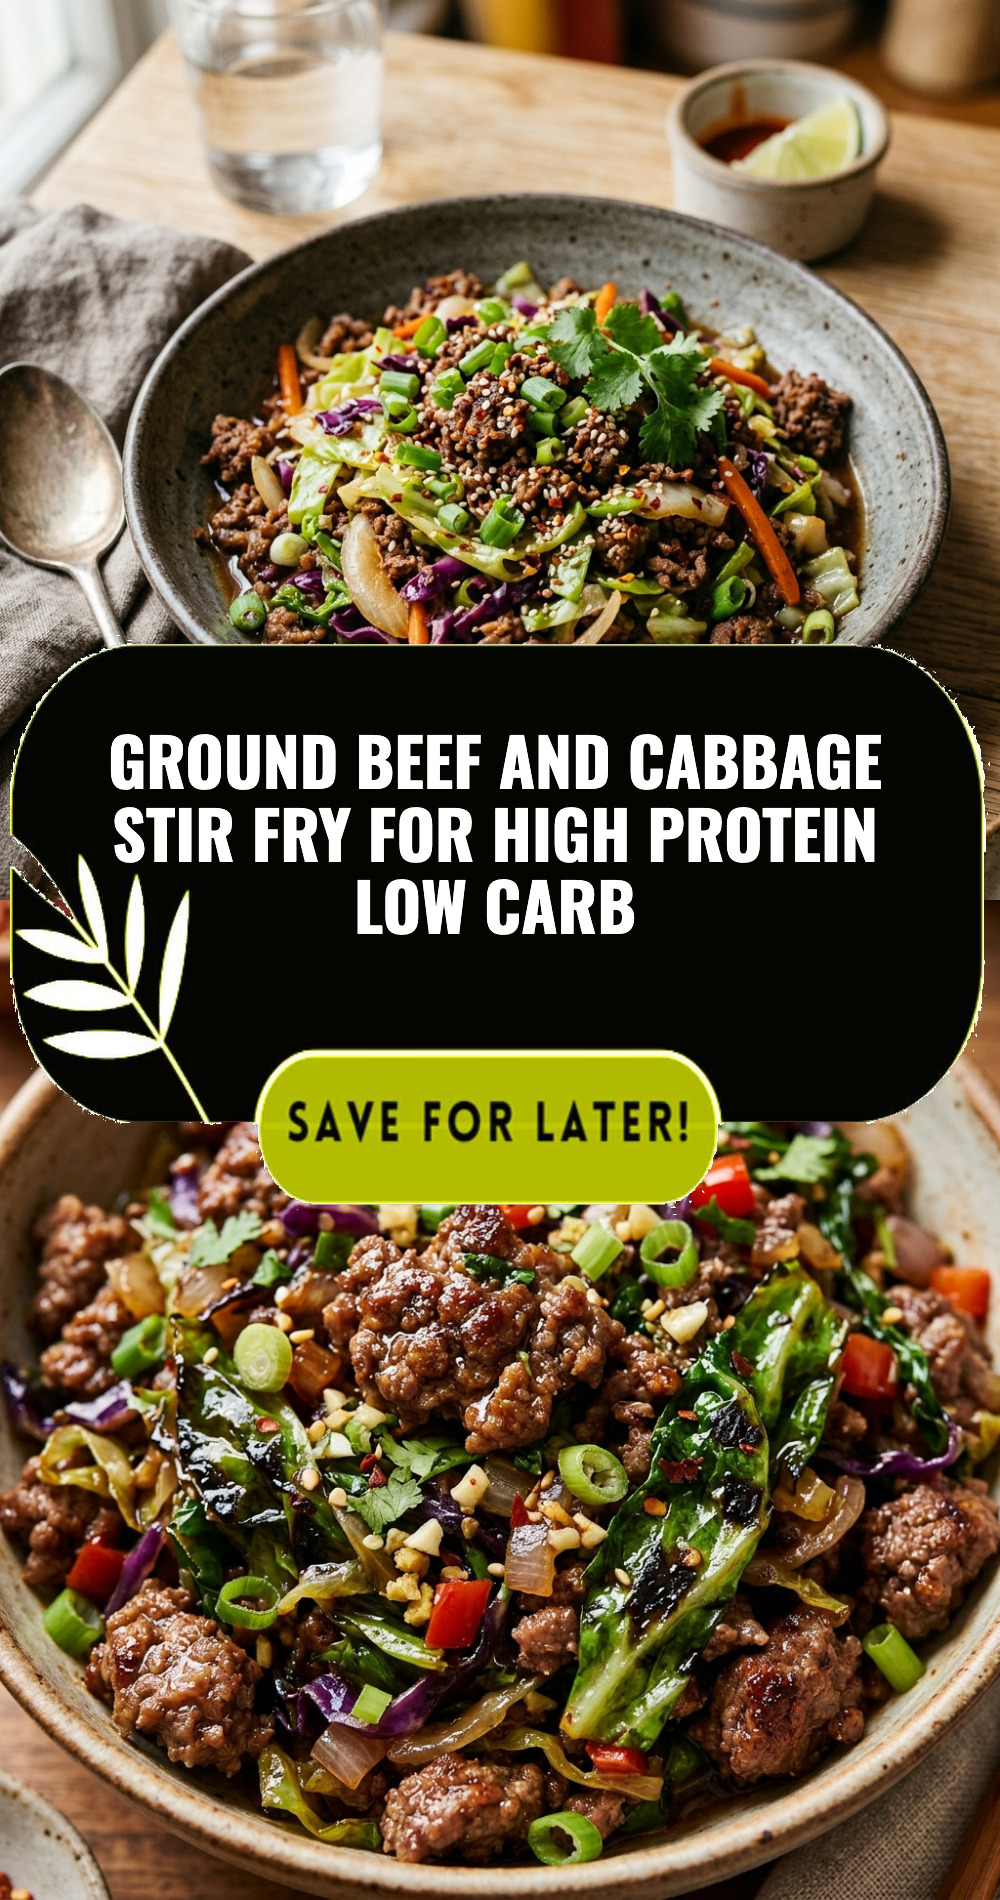 GROUND BEEF AND CABBAGE
STIR FRY FOR HIGH PROTEIN
LOW CARB
SAVE FOR LATER!